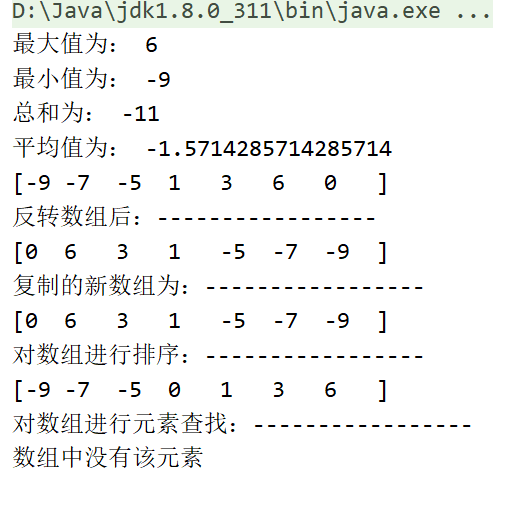 D:\Java\jdk1.8.0_311\bin\java.exe ...
最大值为： 6
最小值为： -9
总和为： -11
平均值为： -1.5714285714285714
[-9 -7  -5  1   3   6   0   ]
反转数组后：-----------------
[0  6   3   1   -5  -7  -9  ]
复制的新数组为：-----------------
[0  6   3   1   -5  -7  -9  ]
对数组进行排序：-----------------
[-9 -7  -5  0   1   3   6   ]
对数组进行元素查找：-----------------
数组中没有该元素